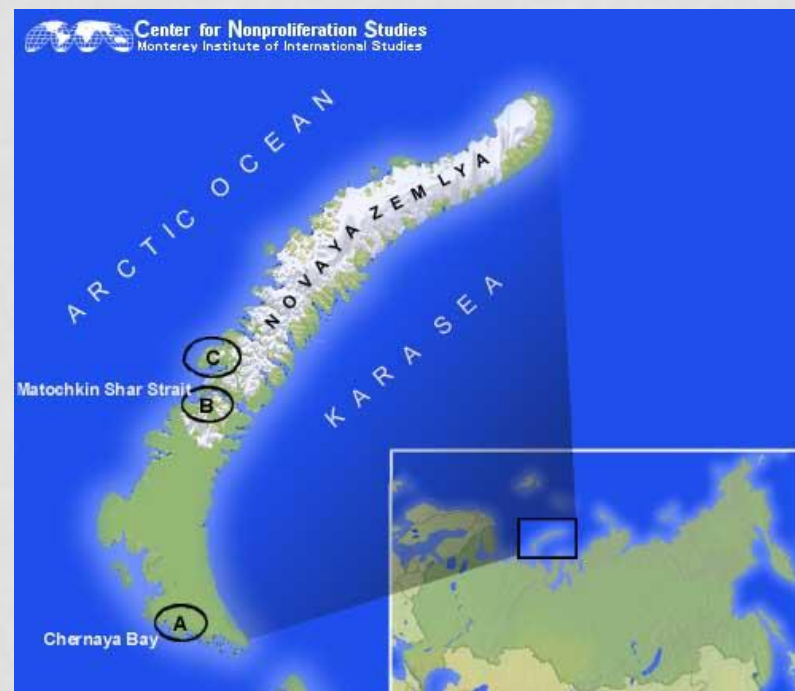 Center for Nonproliferation Studies
Monterey Institute of International Studies
ARCTIC OCEAN
NOVAYA ZEMLYA
KARA SEA
C
Matochkin Shar Strait
B
A
Chernaya Bay